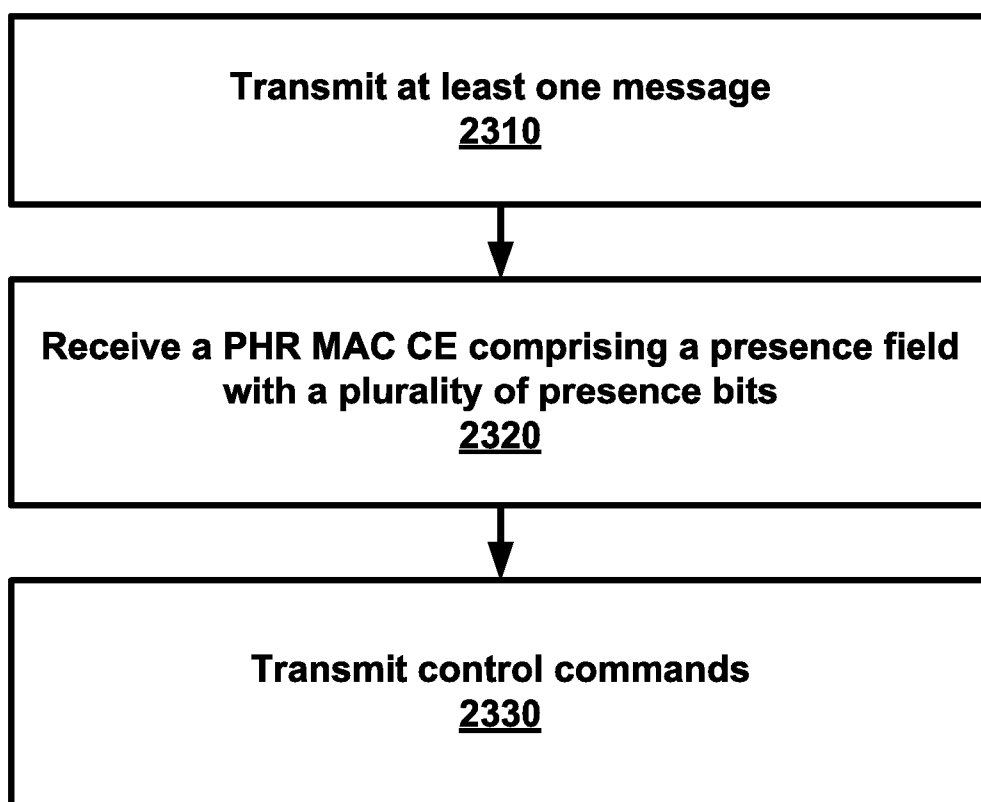 Transmit at least one message
2310
Receive a PHR MAC CE comprising a presence field
with a plurality of presence bits
2320
Transmit control commands
2330